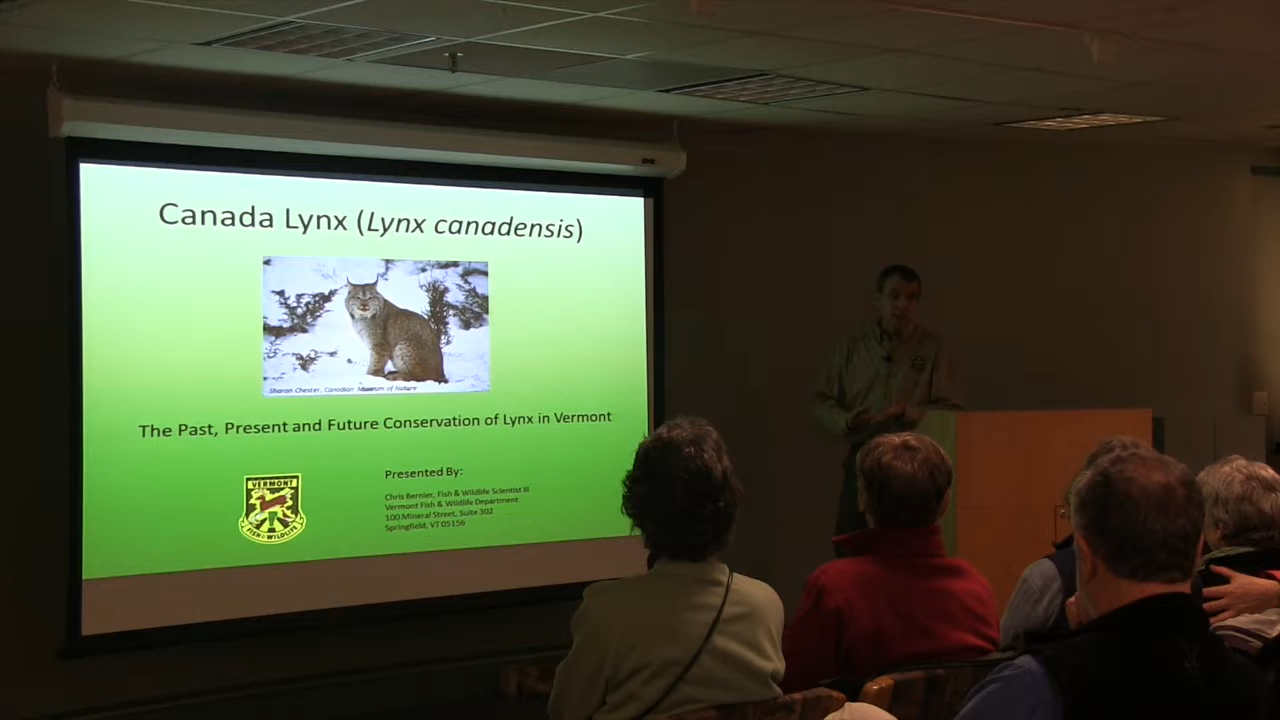 Canada Lynx (Lynx canadensis)
Sharon Chester, Canadian Museum of Nature
The Past, Present and Future Conservation of Lynx in Vermont
VERMONT
FISH & WILDLIFE
Presented By:
Chris Bernier, Fish & Wildlife Scientist III
Vermont Fish & Wildlife Department
100 Mineral Street, Suite 302
Springfield, VT 05156